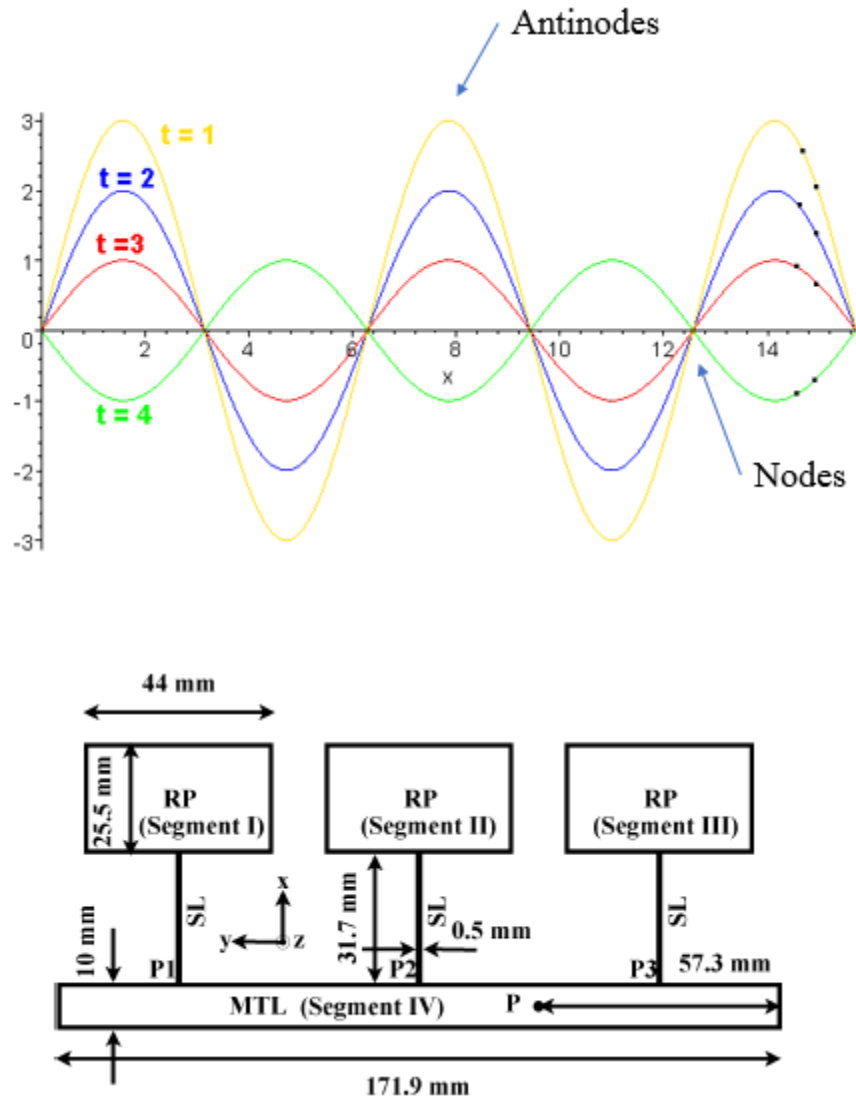 Antinodes
3
t = 1
2
t = 2
t =3
1
0
2
4
6
8
10
12
14
x
-1
t = 4
-2
Nodes
-3
44 mm
25.5 mm
RP
(Segment I)
RP
(Segment II)
RP
(Segment III)
x
y
z
SL
31.7 mm
SL
0.5 mm
SL
10 mm
P1
P2
P3
57.3 mm
MTL (Segment IV)
P
171.9 mm